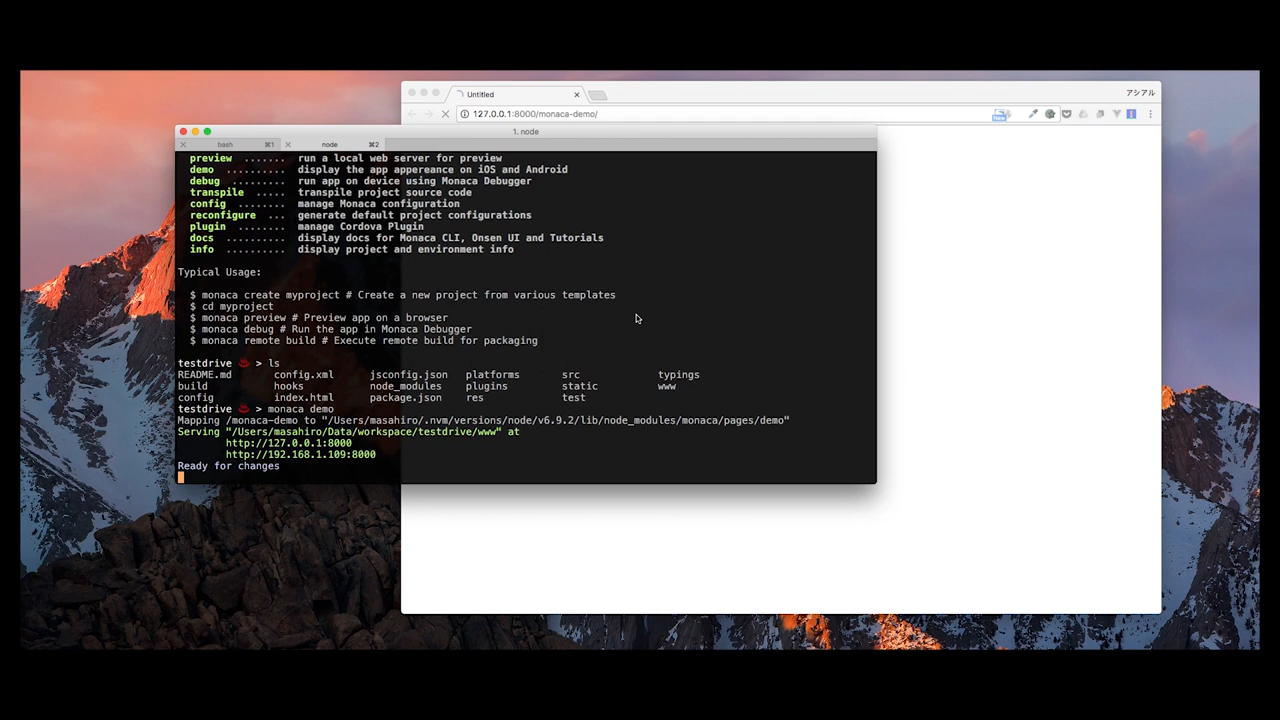 Untitled
アシアル
127.0.0.1:8000/monaca-demo/
New
1. node
bash ⌘1 node ⌘2
preview ....... run a local web server for preview
demo .......... display the app appereance on iOS and Android
debug ......... run app on device using Monaca Debugger
transpile ..... transpile project source code
config ........ manage Monaca configuration
reconfigure ... generate default project configurations
plugin ........ manage Cordova Plugin
docs .......... display docs for Monaca CLI, Onsen UI and Tutorials
info .......... display project and environment info
Typical Usage:
$ monaca create myproject # Create a new project from various templates
$ cd myproject
$ monaca preview # Preview app on a browser
$ monaca debug # Run the app in Monaca Debugger
$ monaca remote build # Execute remote build for packaging
testdrive ♨️ > ls
README.md config.xml jsconfig.json platforms src typings
build hooks node_modules plugins static www
config index.html package.json res test
testdrive ♨️ > monaca demo
Mapping /monaca-demo to "/Users/masahiro/.nvm/versions/node/v6.9.2/lib/node_modules/monaca/pages/demo"
Serving "/Users/masahiro/Data/workspace/testdrive/www" at
http://127.0.0.1:8000
http://192.168.1.109:8000
Ready for changes